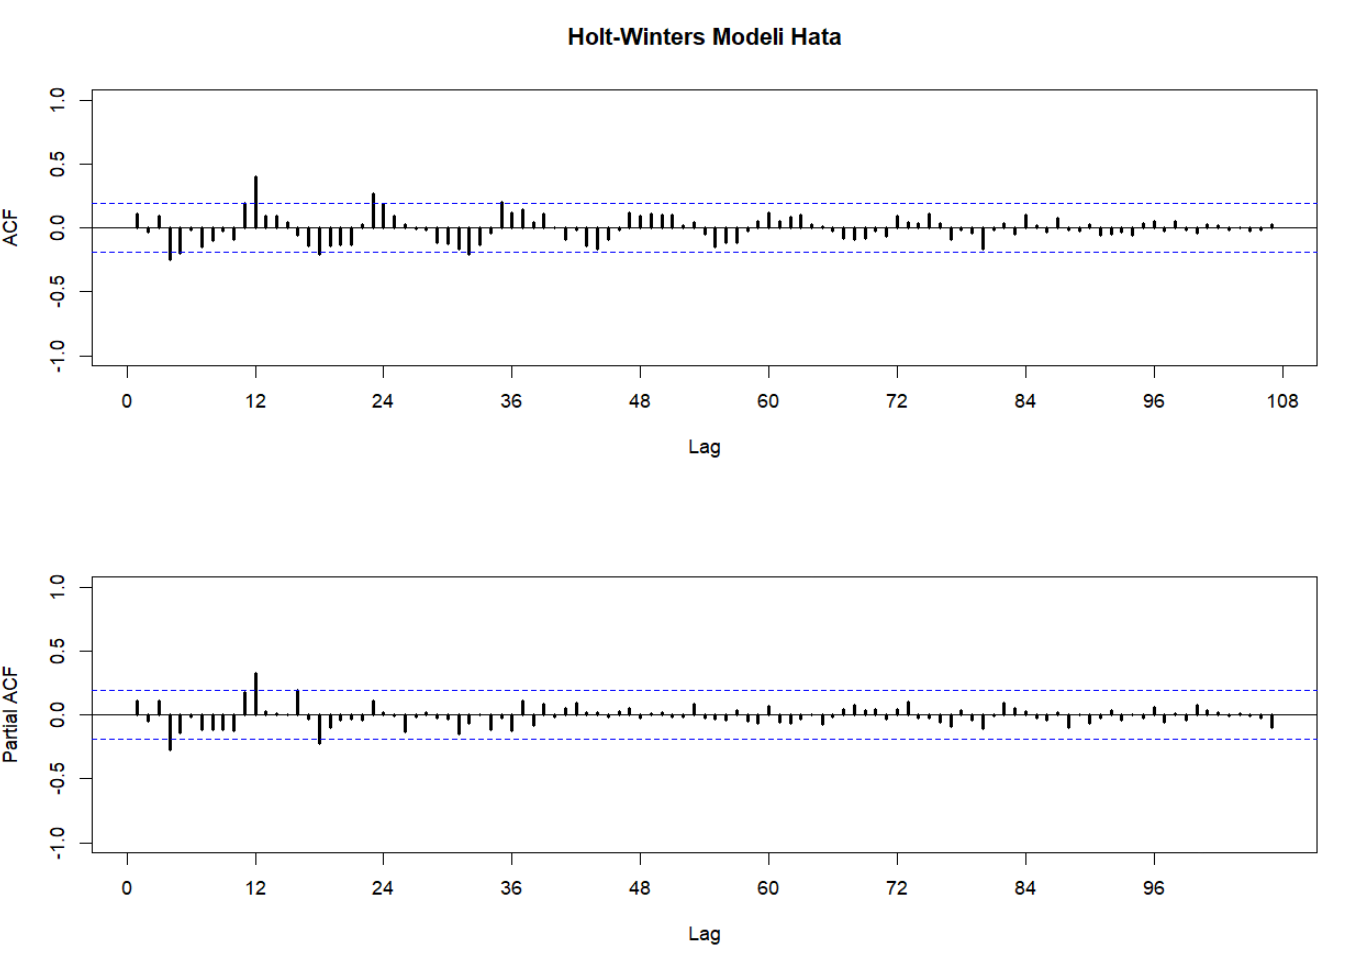 Holt-Winters Modeli Hata
1.0
0.5
0.0
-0.5
-1.0
ACF
0 12 24 36 48 60 72 84 96 108
Lag
1.0
0.5
0.0
-0.5
-1.0
Partial ACF
0 12 24 36 48 60 72 84 96
Lag